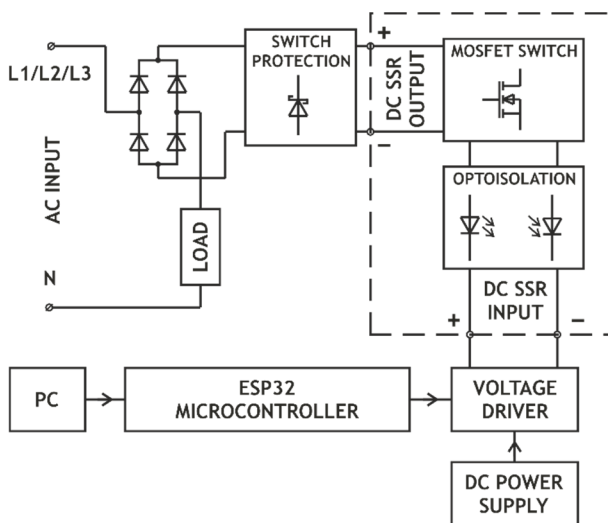 SWITCH
PROTECTION
+
MOSFET SWITCH
L1/L2/L3
DC SSR
OUTPUT
−
AC INPUT
OPTOISOLATION
LOAD
N
DC SSR
INPUT
+
−
PC
ESP32
MICROCONTROLLER
VOLTAGE
DRIVER
DC POWER
SUPPLY